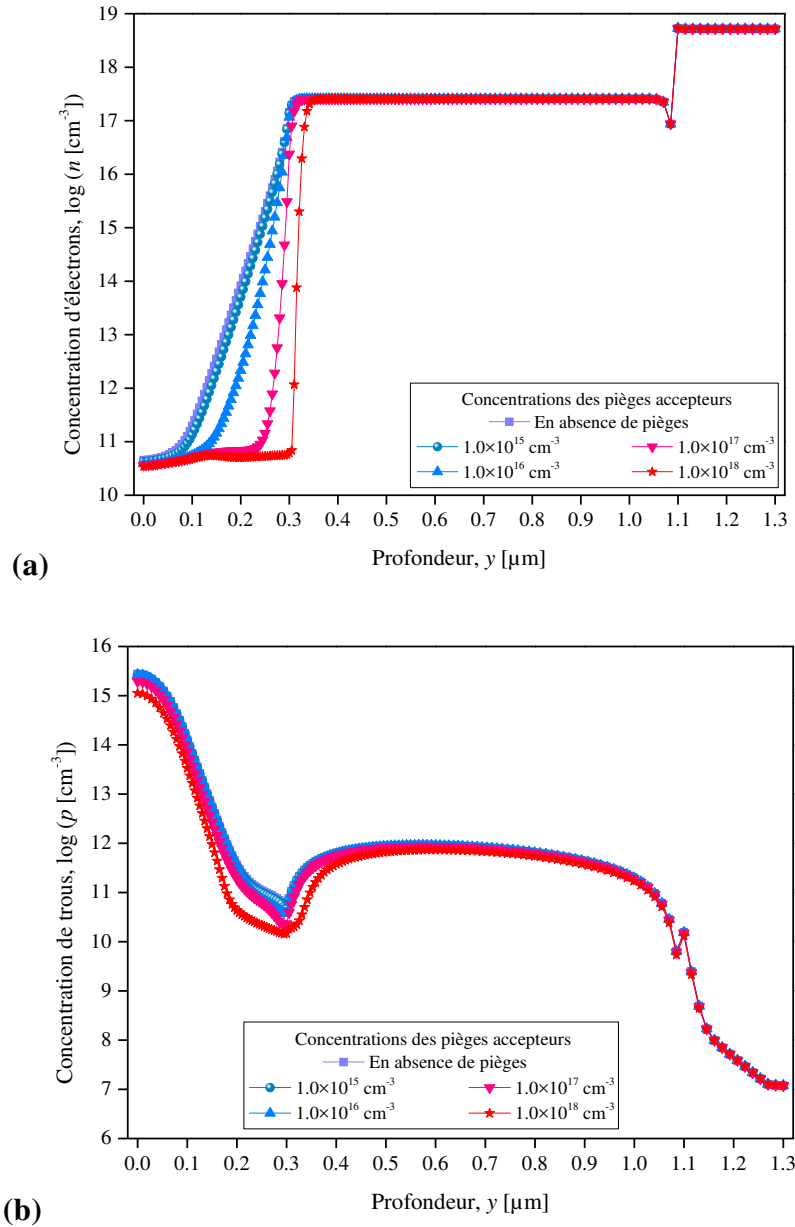 19
18
17
16
15
14
13
12
11
10
Concentration d'électrons, log (n [cm-3])
Concentrations des pièges accepteurs
En absence de pièges
1.0×10^15 cm^-3
1.0×10^17 cm^-3
1.0×10^16 cm^-3
1.0×10^18 cm^-3
0.0 0.1 0.2 0.3 0.4 0.5 0.6 0.7 0.8 0.9 1.0 1.1 1.2 1.3
Profondeur, y [µm]
(a)
16
15
14
13
12
11
10
9
8
7
6
Concentration de trous, log (p [cm-3])
Concentrations des pièges accepteurs
En absence de pièges
1.0×10^15 cm^-3
1.0×10^17 cm^-3
1.0×10^16 cm^-3
1.0×10^18 cm^-3
0.0 0.1 0.2 0.3 0.4 0.5 0.6 0.7 0.8 0.9 1.0 1.1 1.2 1.3
Profondeur, y [µm]
(b)